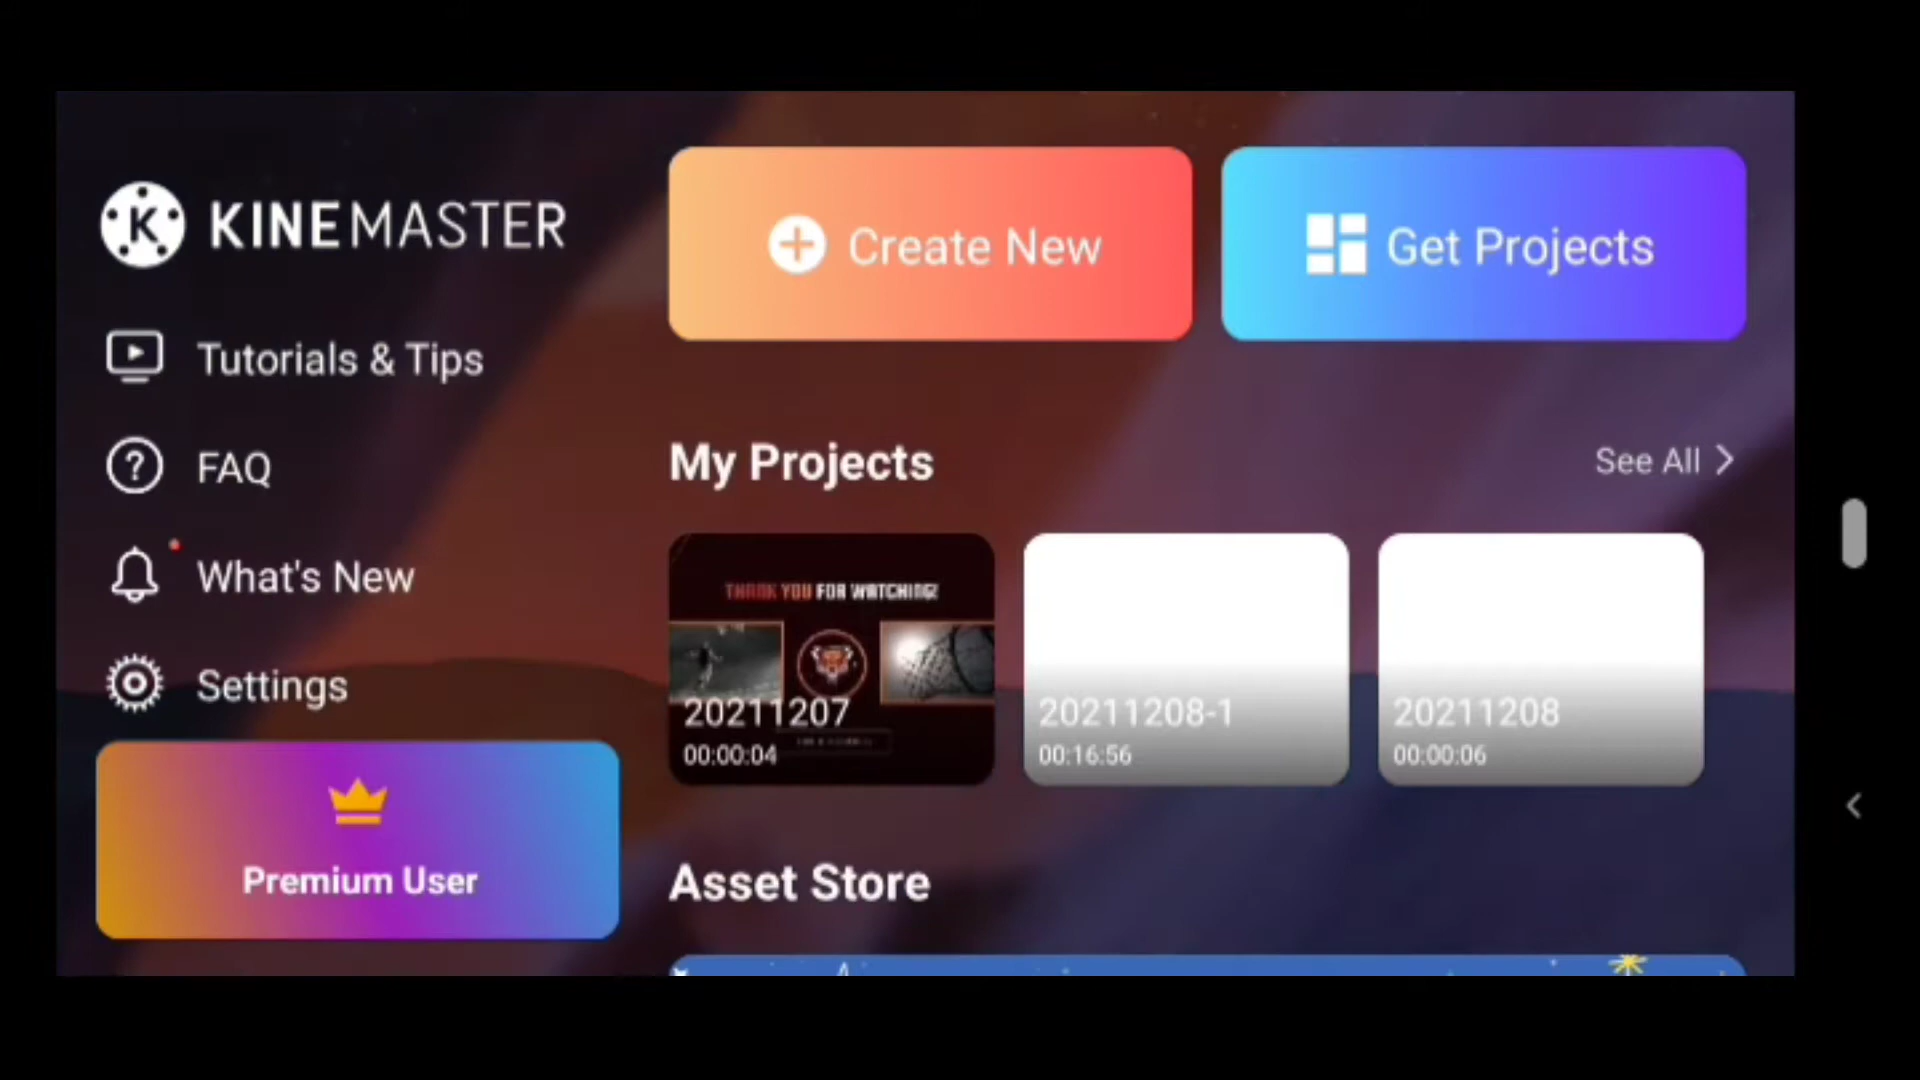 K KINEMASTER
Tutorials & Tips
FAQ
What's New
Settings
Premium User
Create New
Get Projects
My Projects
See All
THANK YOU FOR WATCHING!
20211207
00:00:04
20211208-1
00:16:56
20211208
00:00:06
Asset Store